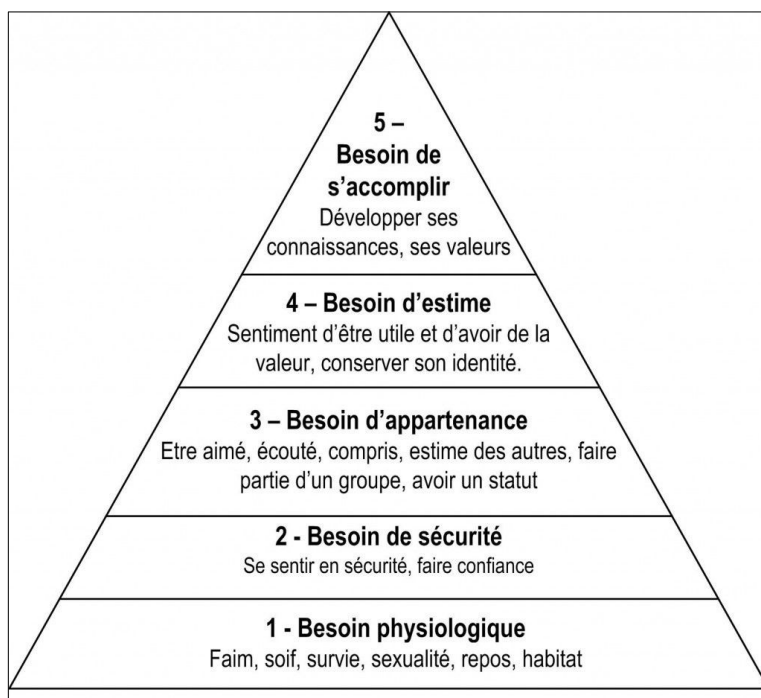 5 –
Besoin de
s’accomplir
Développer ses
connaissances, ses valeurs
4 – Besoin d’estime
Sentiment d’être utile et d’avoir de la
valeur, conserver son identité.
3 – Besoin d’appartenance
Etre aimé, écouté, compris, estime des autres, faire
partie d’un groupe, avoir un statut
2 - Besoin de sécurité
Se sentir en sécurité, faire confiance
1 - Besoin physiologique
Faim, soif, survie, sexualité, repos, habitat